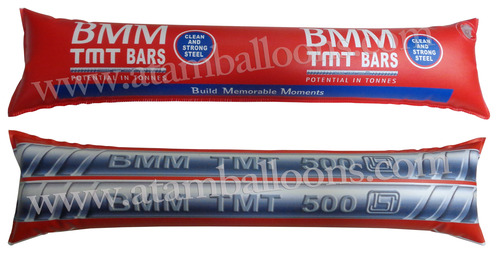 BMM
TMT BARS
POTENTIAL IN TONNES
CLEAN AND STRONG STEEL
BMM
TMT BARS
POTENTIAL IN TONNES
CLEAN AND STRONG STEEL
www.atamballoons.com
Build Memorable Moments
BMM TMT 500
www.atamballoons.com
BMM TMT 500